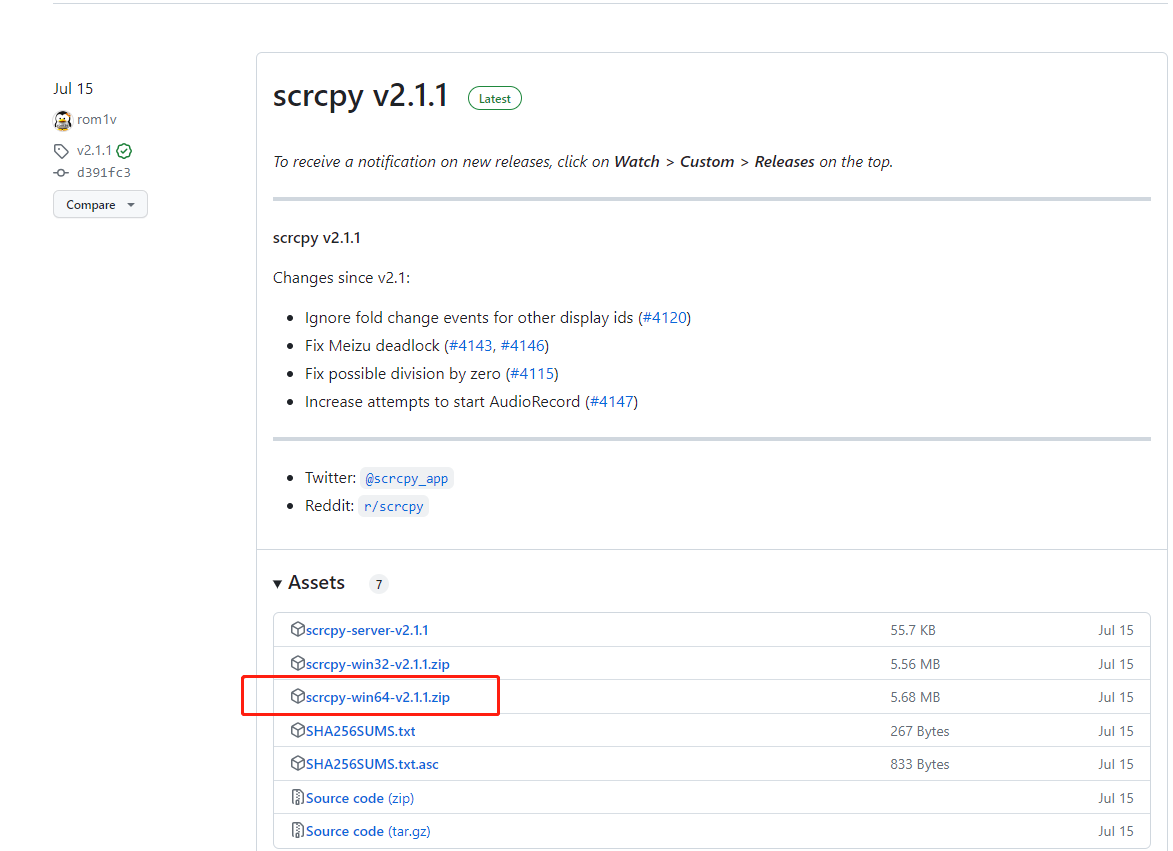 Jul 15
rom1v
v2.1.1
d391fc3
Compare
scrcpy v2.1.1 Latest
To receive a notification on new releases, click on Watch > Custom > Releases on the top.
scrcpy v2.1.1
Changes since v2.1:
Ignore fold change events for other display ids (#4120)
Fix Meizu deadlock (#4143, #4146)
Fix possible division by zero (#4115)
Increase attempts to start AudioRecord (#4147)
Twitter: @scrcpy_app
Reddit: r/scrcpy
Assets 7
scrcpy-server-v2.1.1 55.7 KB Jul 15
scrcpy-win32-v2.1.1.zip 5.56 MB Jul 15
scrcpy-win64-v2.1.1.zip 5.68 MB Jul 15
SHA256SUMS.txt 267 Bytes Jul 15
SHA256SUMS.txt.asc 833 Bytes Jul 15
Source code (zip) Jul 15
Source code (tar.gz) Jul 15